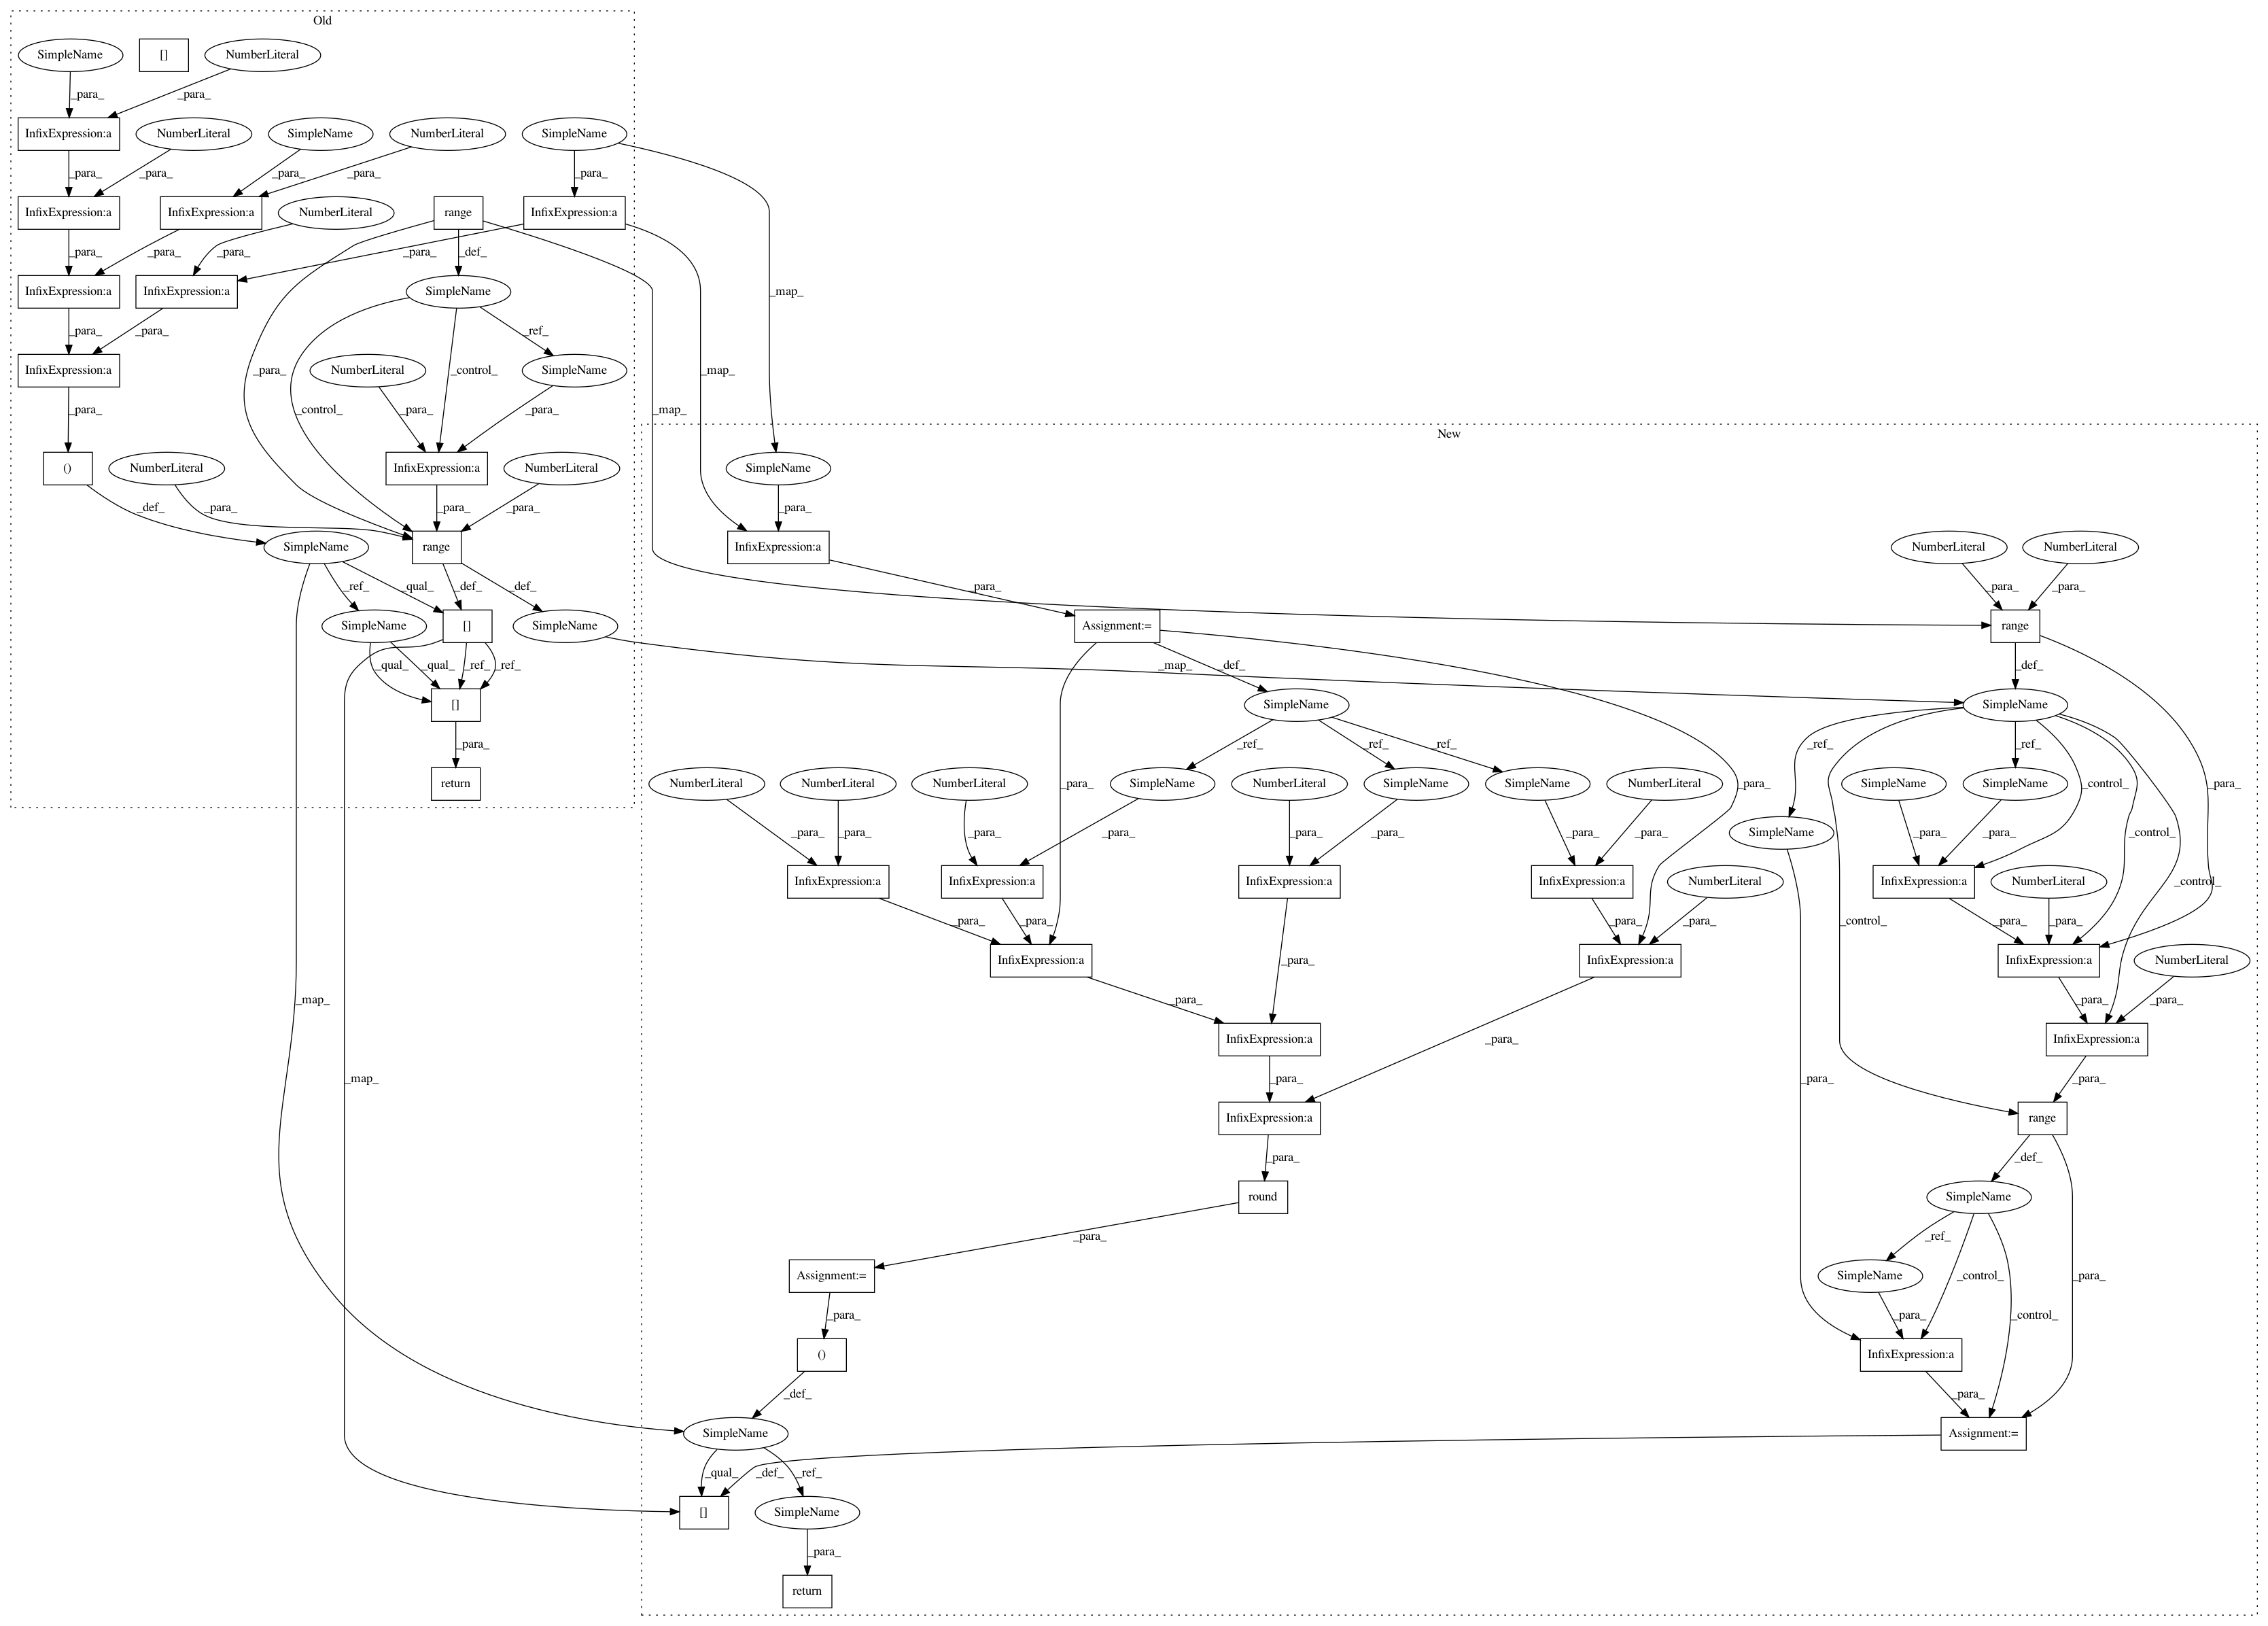 Old
SimpleName [] NumberLiteral
_para_ _para_
InfixExpression:a NumberLiteral SimpleName NumberLiteral SimpleName
_para_ _para_ _para_ _para_ _para_
InfixExpression:a InfixExpression:a NumberLiteral range InfixExpression:a
_para_ _para_ _para_ _para_ _def_
InfixExpression:a InfixExpression:a SimpleName _map_
_para_ _para_ _ref_
InfixExpression:a _para_ NumberLiteral _control_ SimpleName _map_
_para_ _control_ _para_ _para_ _map_
New
() NumberLiteral InfixExpression:a NumberLiteral SimpleName
_def_ _para_ _para_ _para_ _para_
SimpleName range InfixExpression:a NumberLiteral NumberLiteral
_ref_ _qual_ _def_ _def_ _para_ _para_ _para_
SimpleName [] SimpleName Assignment:= range
_qual_ _qual_ _ref_ _ref_ _map_ _def_ _def_
[] SimpleName SimpleName
_para_ _ref_ _ref_ _ref_ _ref_ _ref_
return NumberLiteral NumberLiteral NumberLiteral SimpleName _para_ NumberLiteral SimpleName SimpleName NumberLiteral _para_ SimpleName SimpleName _control_ _para_
_para_ _para_ _para_ _para_ _para_ _para_ _para_ _para_ SimpleName _para_ _para_ _control_
InfixExpression:a InfixExpression:a InfixExpression:a InfixExpression:a NumberLiteral InfixExpression:a NumberLiteral _control_
_para_ _para_ _para_ _control_ _para_ _para_ _para_
InfixExpression:a _para_ InfixExpression:a InfixExpression:a NumberLiteral
_map_ _para_ _para_ _para_
InfixExpression:a _para_ InfixExpression:a
_map_ _para_ _para_ _para_
InfixExpression:a range
_para_ _def_
round SimpleName
_para_ _ref_
Assignment:= SimpleName _control_ _para_
_para_ _para_ _control_
() InfixExpression:a
_def_ _para_
SimpleName Assignment:=
_qual_ _def_ _ref_
[] SimpleName
_para_
return